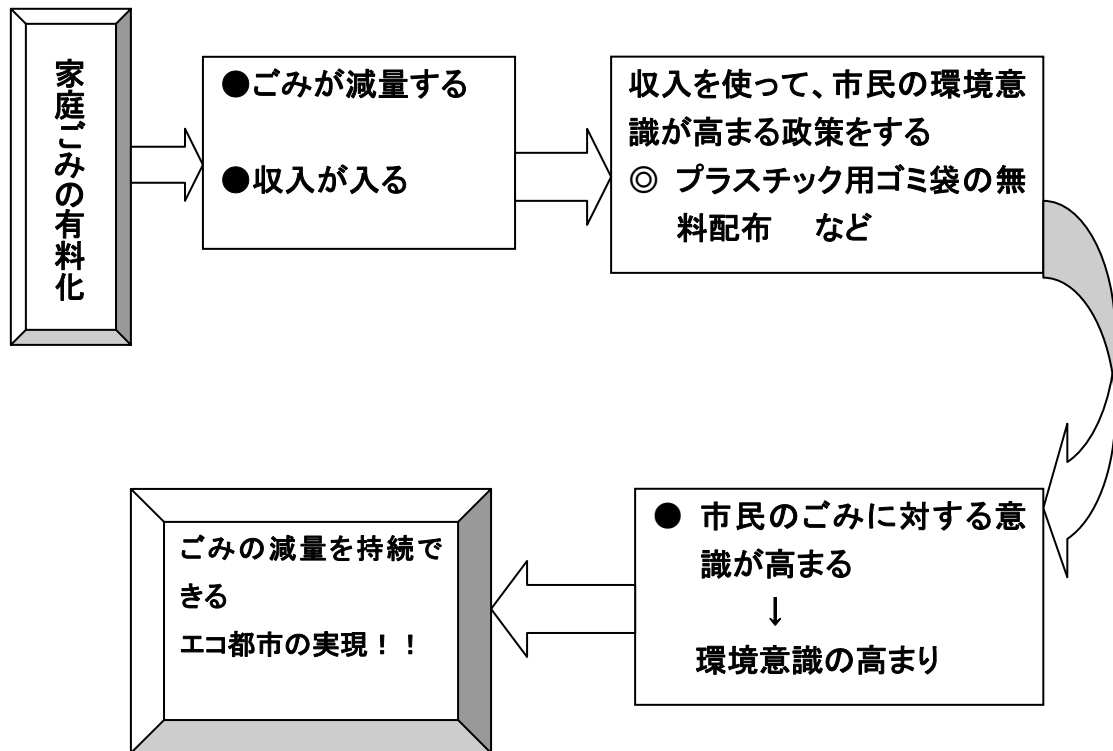 家庭ごみの有料化
●ごみが減量する
●収入が入る
収入を使って、市民の環境意
識が高まる政策をする
◎ プラスチック用ゴミ袋の無
料配布 など
● 市民のごみに対する意
識が高まる
↓
環境意識の高まり
ごみの減量を持続で
きる
エコ都市の実現！！